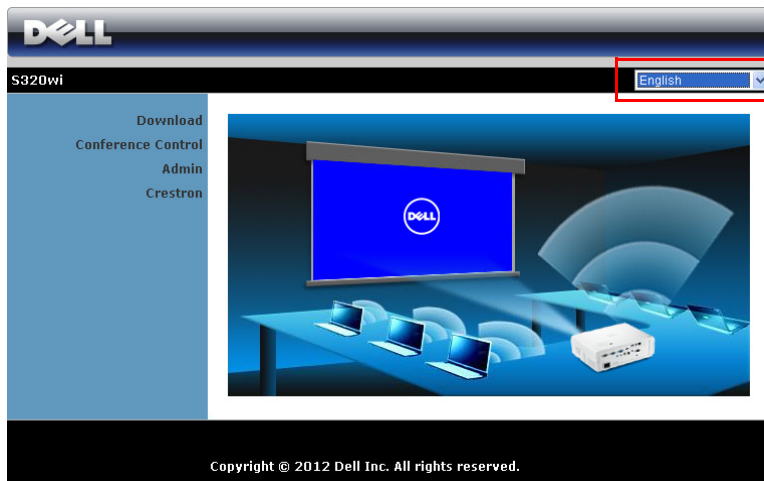 DELL
S320wi
English
Download
Conference Control
Admin
Crestron
DELL
Copyright © 2012 Dell Inc. All rights reserved.